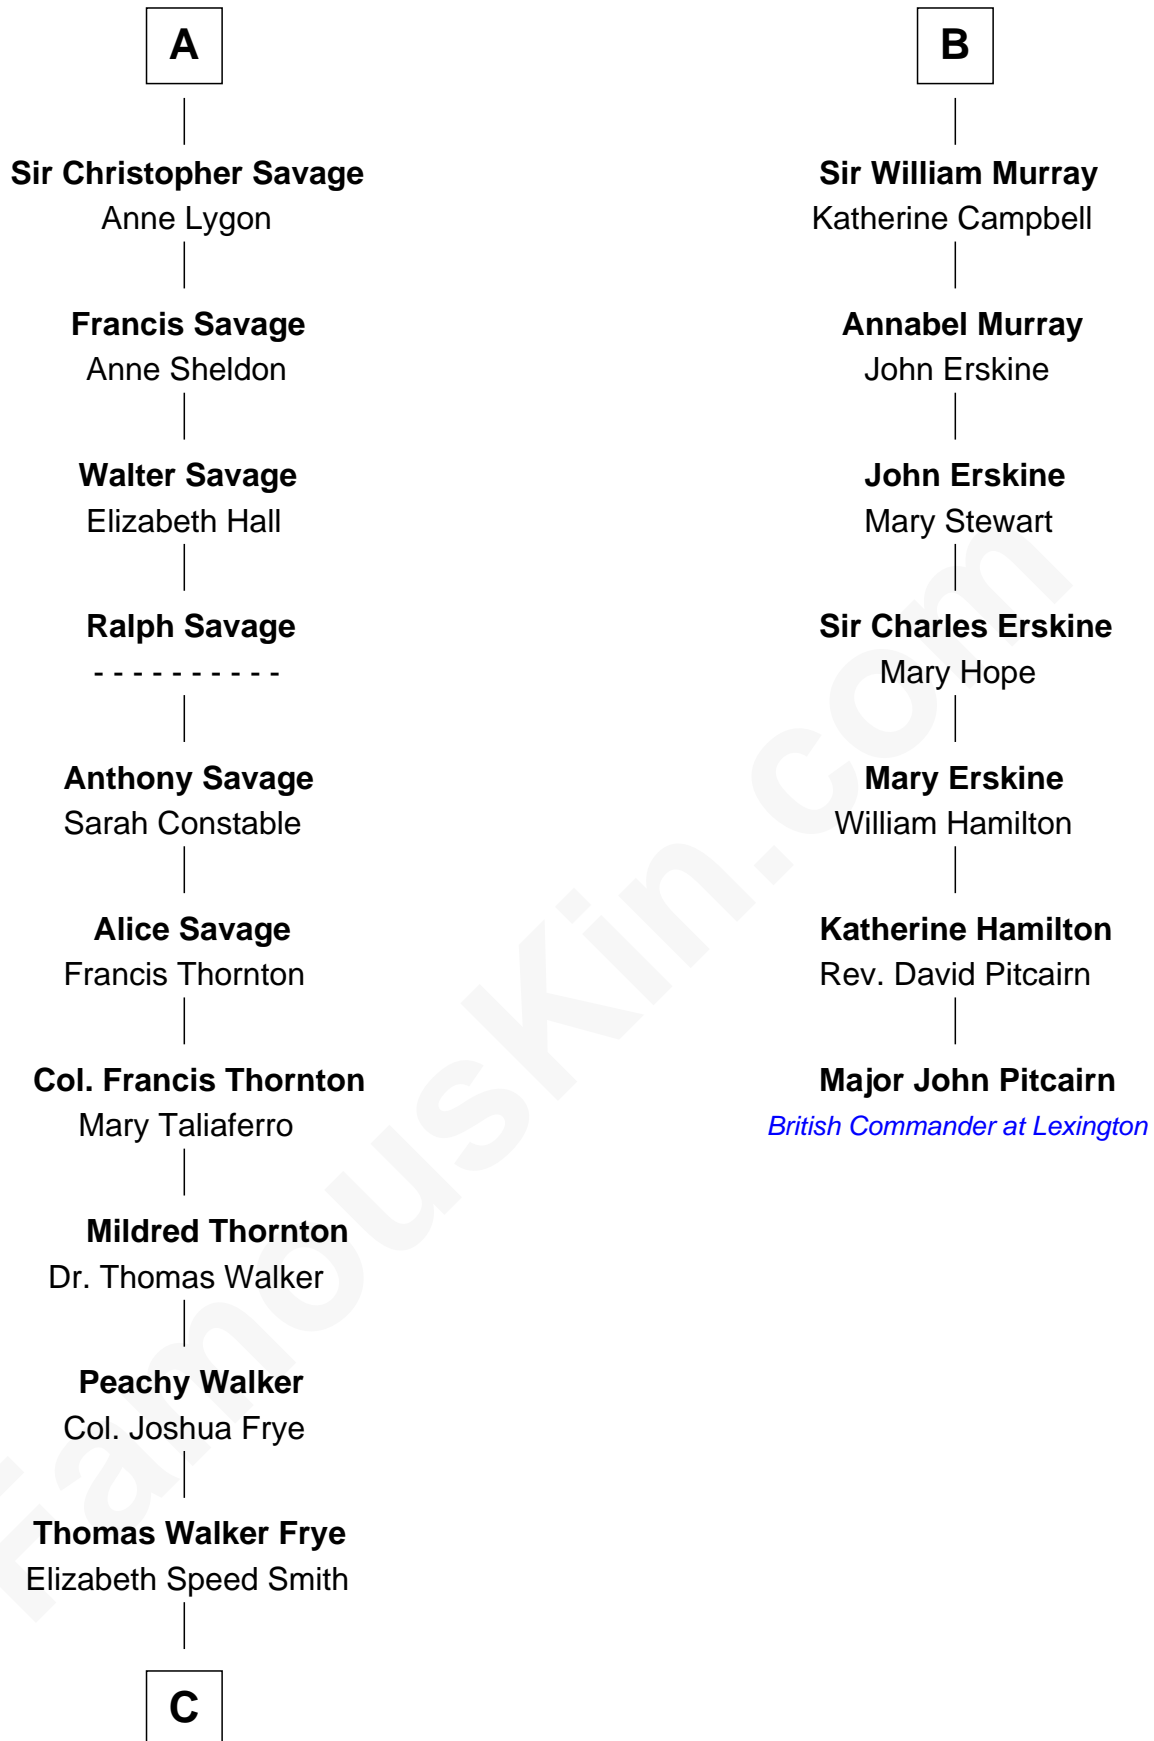 A
Sir Christopher Savage
Anne Lygon
Francis Savage
Anne Sheldon
Walter Savage
Elizabeth Hall
Ralph Savage
- - - - - - - - - -
Anthony Savage
Sarah Constable
Alice Savage
Francis Thornton
Col. Francis Thornton
Mary Taliaferro
Mildred Thornton
Dr. Thomas Walker
Peachy Walker
Col. Joshua Frye
Thomas Walker Frye
Elizabeth Speed Smith
C
B
Sir William Murray
Katherine Campbell
Annabel Murray
John Erskine
John Erskine
Mary Stewart
Sir Charles Erskine
Mary Hope
Mary Erskine
William Hamilton
Katherine Hamilton
Rev. David Pitcairn
Major John Pitcairn
British Commander at Lexington
FamousKin.com